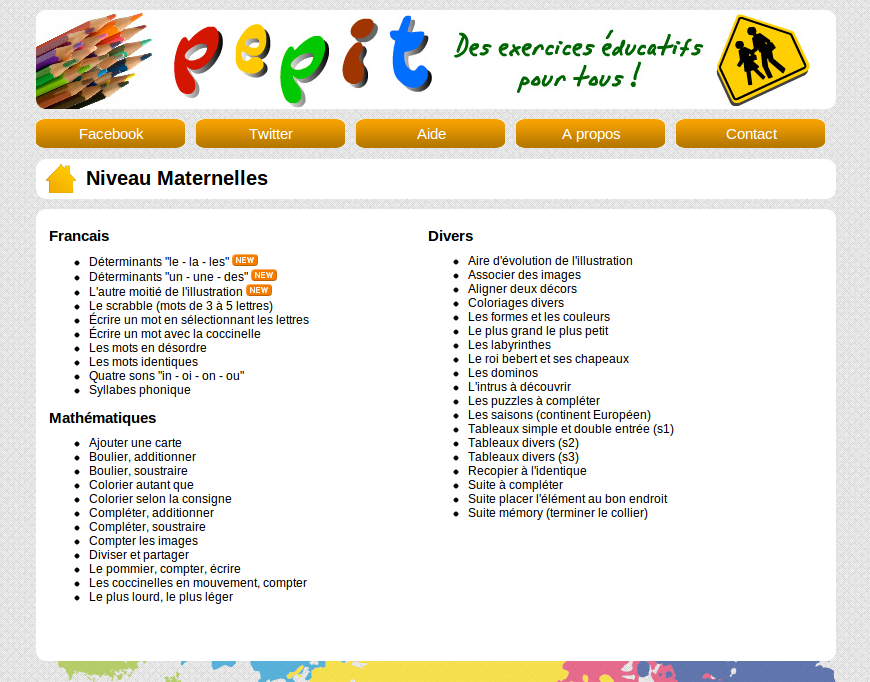 pepit
Des exercices éducatifs
pour tous !
Facebook
Twitter
Aide
A propos
Contact
Niveau Maternelles
Francais
Déterminants "le - la - les" NEW
Déterminants "un - une - des" NEW
L'autre moitié de l'illustration NEW
Le scrabble (mots de 3 à 5 lettres)
Écrire un mot en sélectionnant les lettres
Écrire un mot avec la coccinelle
Les mots en désordre
Les mots identiques
Quatre sons "in - oi - on - ou"
Syllabes phonique
Mathématiques
Ajouter une carte
Boulier, additionner
Boulier, soustraire
Colorier autant que
Colorier selon la consigne
Compléter, additionner
Compléter, soustraire
Compter les images
Diviser et partager
Le pommier, compter, écrire
Les coccinelles en mouvement, compter
Le plus lourd, le plus léger
Divers
Aire d'évolution de l'illustration
Associer des images
Aligner deux décors
Coloriages divers
Les formes et les couleurs
Le plus grand le plus petit
Les labyrinthes
Le roi bebert et ses chapeaux
Les dominos
L'intrus à découvrir
Les puzzles à compléter
Les saisons (continent Européen)
Tableaux simple et double entrée (s1)
Tableaux divers (s2)
Tableaux divers (s3)
Recopier à l'identique
Suite à compléter
Suite placer l'élément au bon endroit
Suite mémory (terminer le collier)